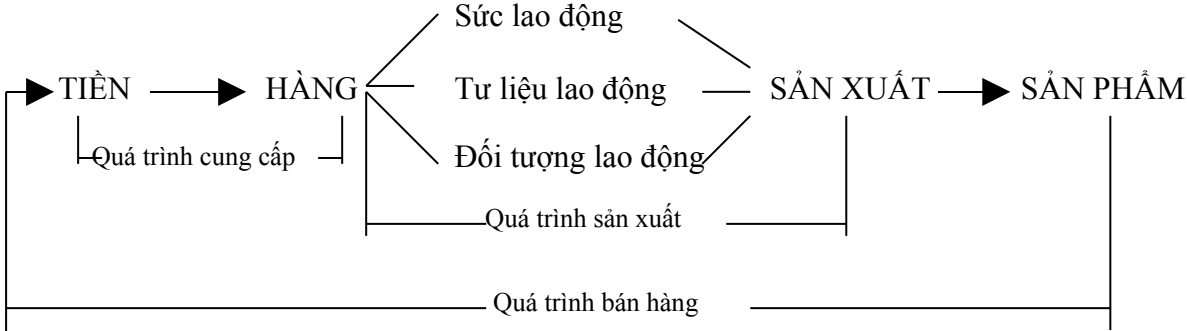 Sức lao động
TIỀN HÀNG Tư liệu lao động SẢN XUẤT SẢN PHẨM
Quá trình cung cấp Đối tượng lao động
Quá trình sản xuất
Quá trình bán hàng